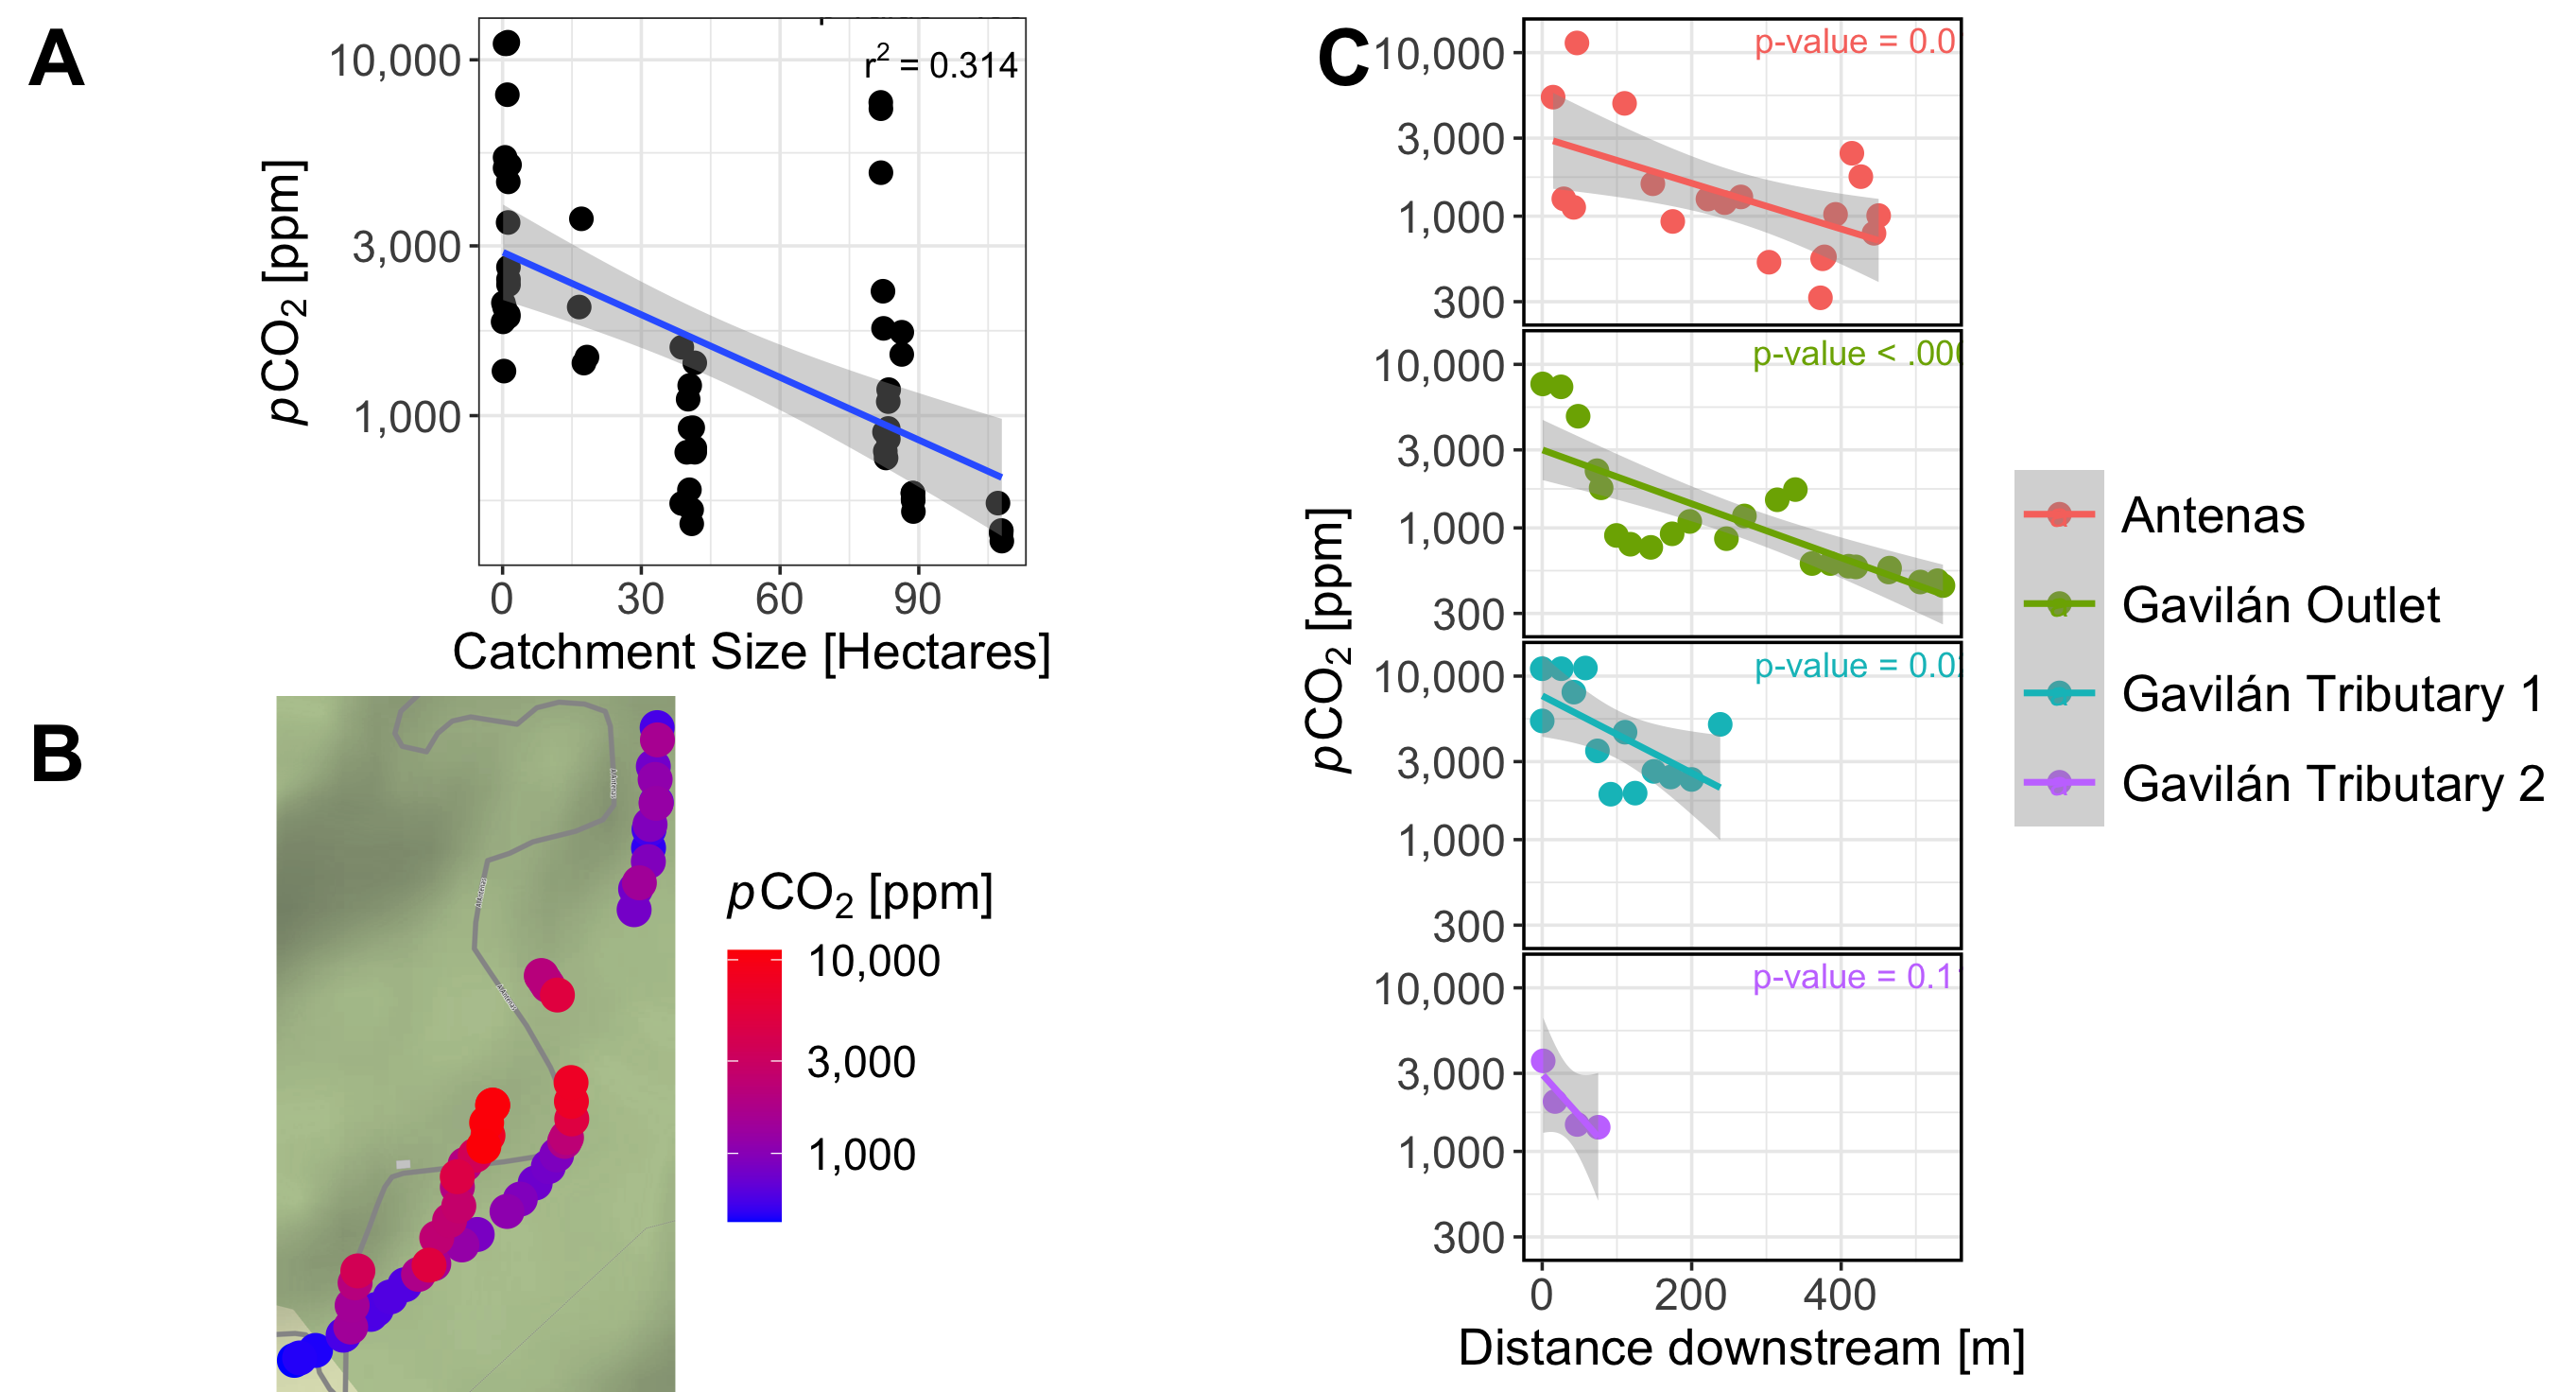 A
10,000
3,000
1,000
pCO2 [ppm]
r2 = 0.314
0 30 60 90
Catchment Size [Hectares]
B
pCO2 [ppm]
10,000
3,000
1,000
C
pCO2 [ppm]
10,000
3,000
1,000
300
p-value = 0.0
10,000
3,000
1,000
300
p-value < .00
10,000
3,000
1,000
300
p-value = 0.0
10,000
3,000
1,000
300
p-value = 0.1
0 200 400
Distance downstream [m]
Antenas
Gavilán Outlet
Gavilán Tributary 1
Gavilán Tributary 2